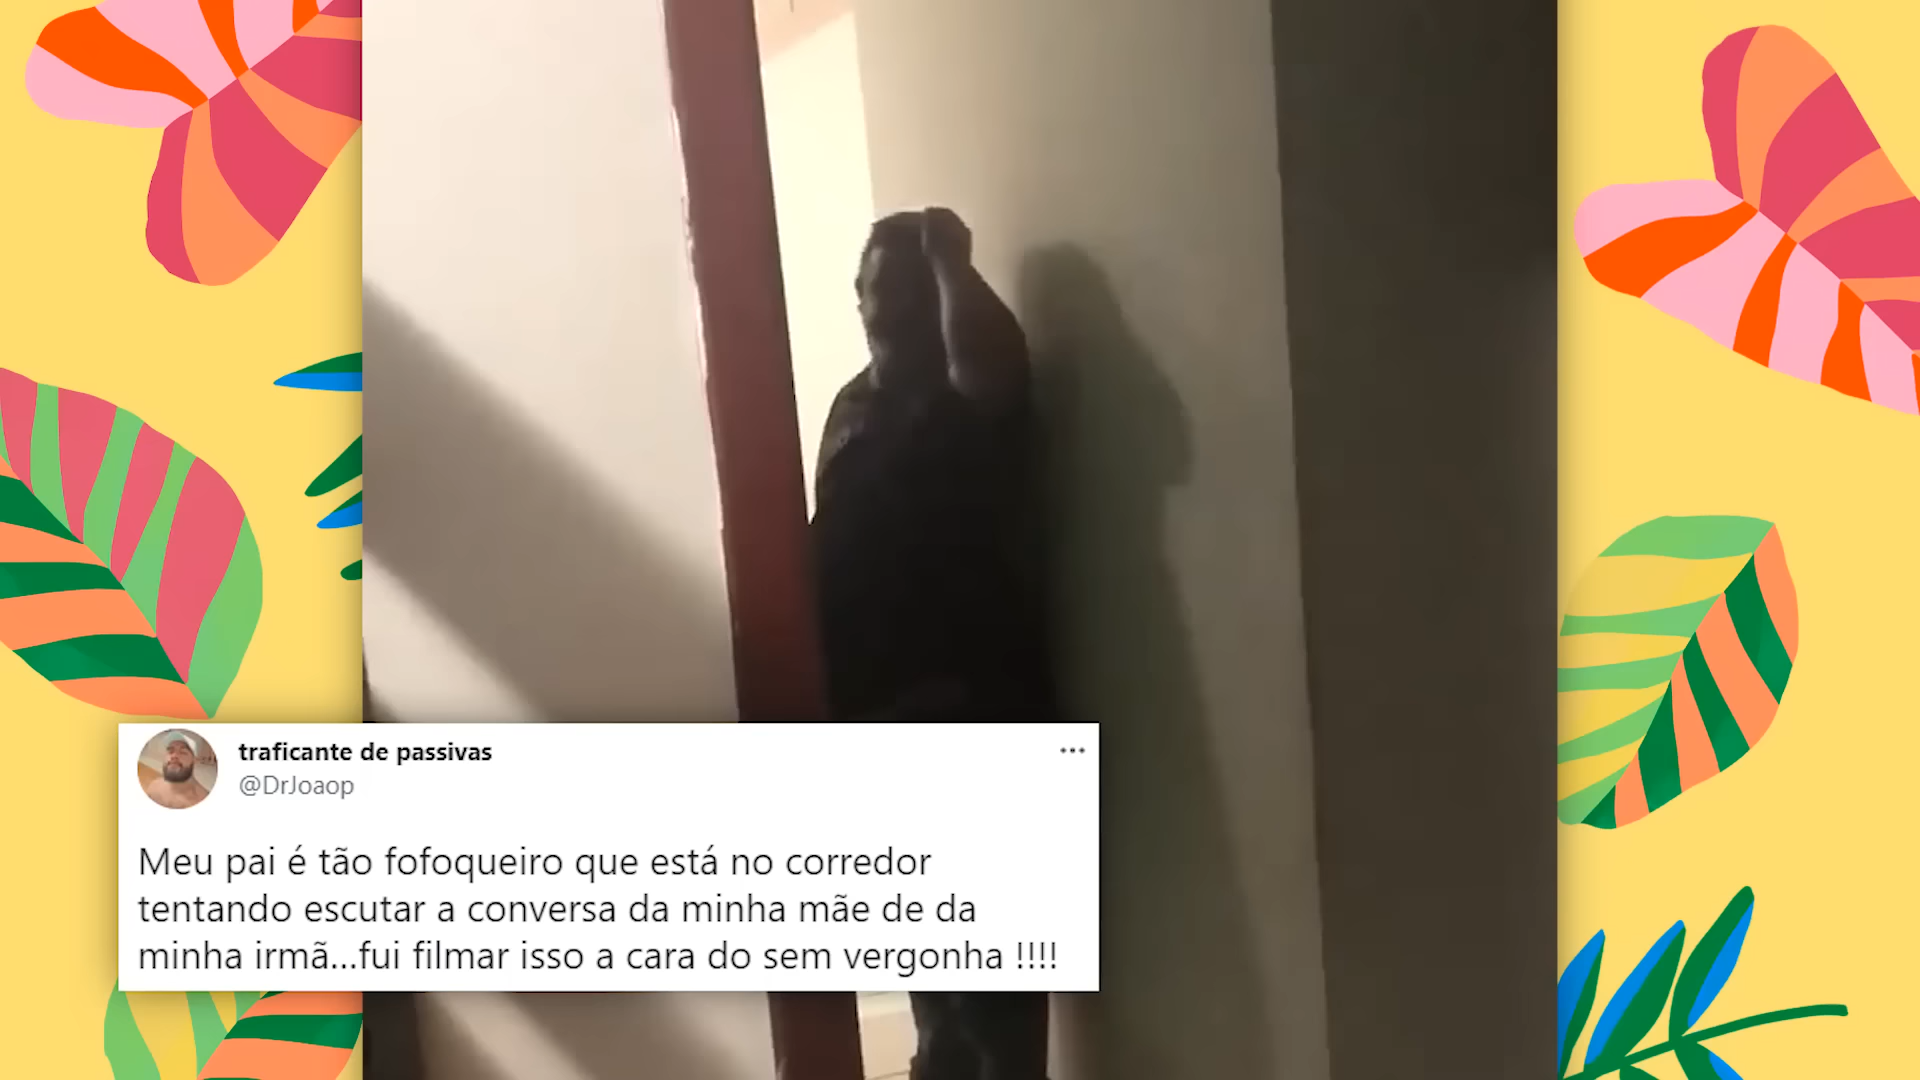 traficante de passivas
@DrJoaop
Meu pai é tão fofoqueiro que está no corredor
tentando escutar a conversa da minha mãe de da
minha irmã...fui filmar isso a cara do sem vergonha !!!!